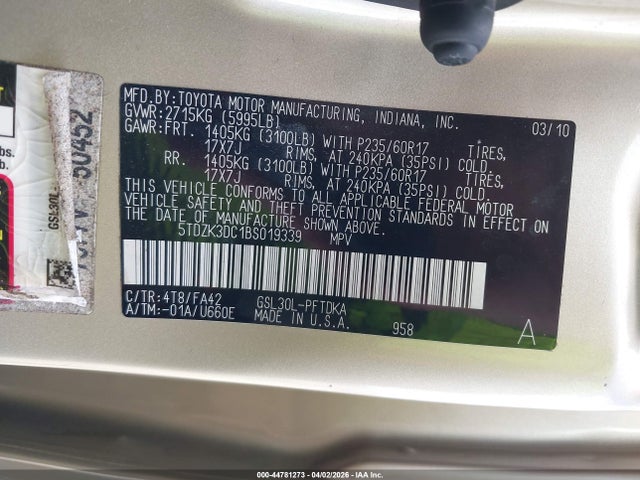 MFD.BY:TOYOTA MOTOR MANUFACTURING, INDIANA, INC.
03/10
GVWR:2715KG (5995LB)
GAWR:FRT. 1405KG (3100LB) WITH P235/60R17 TIRES,
17X7J RIMS, AT 240KPA (35PSI) COLD.
RR. 1405KG (3100LB) WITH P235/60R17 TIRES,
17X7J RIMS, AT 240KPA (35PSI) COLD.
THIS VEHICLE CONFORMS TO ALL APPLICABLE FEDERAL MOTOR
VEHICLE SAFETY AND THEFT PREVENTION STANDARDS IN EFFECT ON
THE DATE OF MANUFACTURE SHOWN ABOVE.
5TDZK3DC1BS019339 MPV
C/TR:4T8/FA42 GSL30L-PFTDKA
A/TM:-01A/U660E MADE IN U.S.A. 958
A
lbs.
kg.
GSL30L-
50452
000-44781273 - 04/02/2026 - IAA Inc.